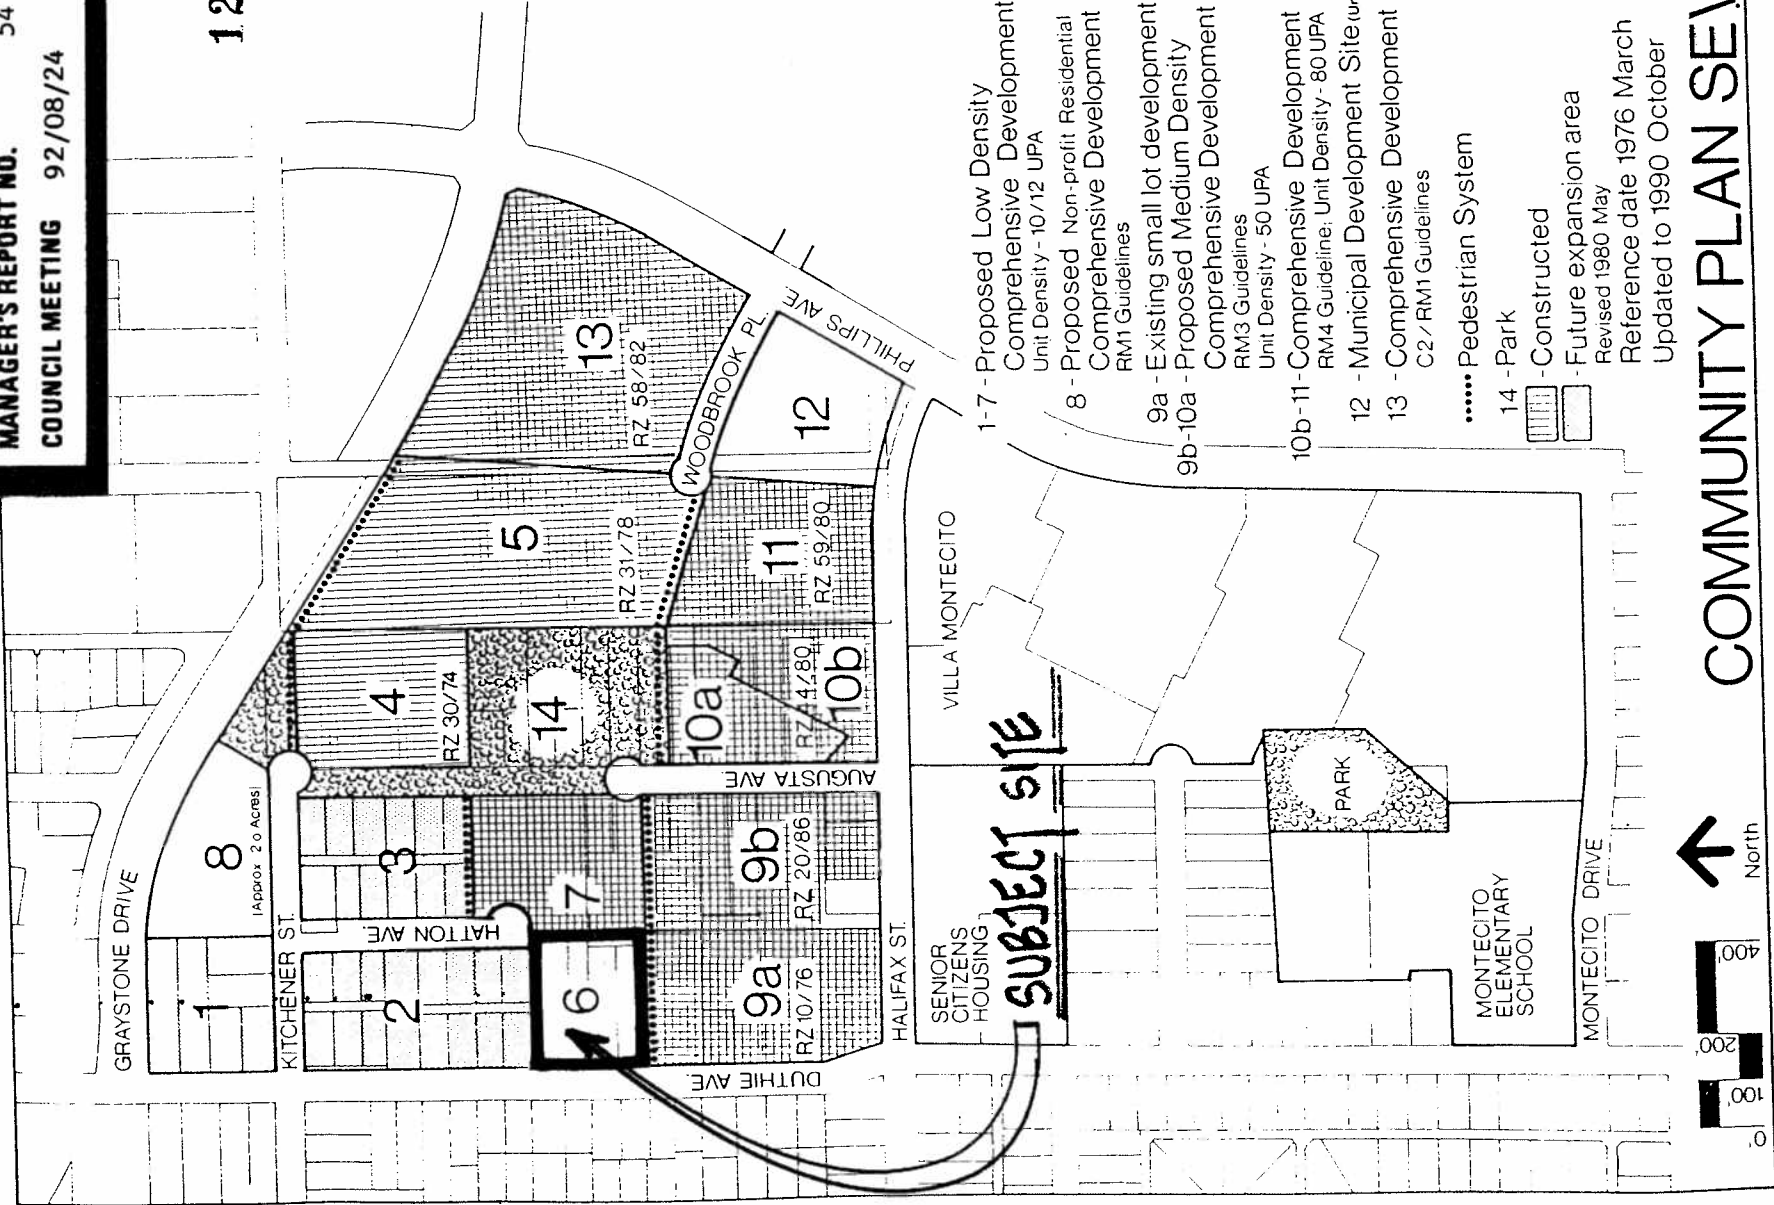 MANAGER'S REPORT NO. 54
COUNCIL MEETING 92/08/24
12
GRAYSTONE DRIVE
8
(Approx 2.0 Acres)
1
KITCHENER ST.
2
3
HATTON AVE.
4
RZ 30/74
5
RZ 31/78
13
RZ 58/82
WOODBROOK PL.
PHILLIPS AVE.
12
14
6
7
9a
RZ 10/76
9b
RZ 20/86
10a
RZ 4/80
10b
11
RZ 59/80
DUTHIE AVE.
AUGUSTA AVE.
HALIFAX ST.
SENIOR
CITIZENS
HOUSING
SUBJECT SITE
VILLA MONTECITO
PARK
MONTECITO
ELEMENTARY
SCHOOL
MONTECITO DRIVE
1-7 - Proposed Low Density
Comprehensive Development
Unit Density - 10/12 UPA
8 - Proposed Non-profit Residential
Comprehensive Development
RM1 Guidelines
9a - Existing small lot development
9b-10a - Proposed Medium Density
Comprehensive Development
RM3 Guidelines
Unit Density - 50 UPA
10b-11 - Comprehensive Development
RM4 Guideline; Unit Density - 80 UPA
12 - Municipal Development Site
13 - Comprehensive Development
C2 / RM1 Guidelines
•••••• Pedestrian System
14 - Park
- Constructed
- Future expansion area
Revised 1980 May
Reference date 1976 March
Updated to 1990 October
0' 100' 200' 400'
North
COMMUNITY PLAN